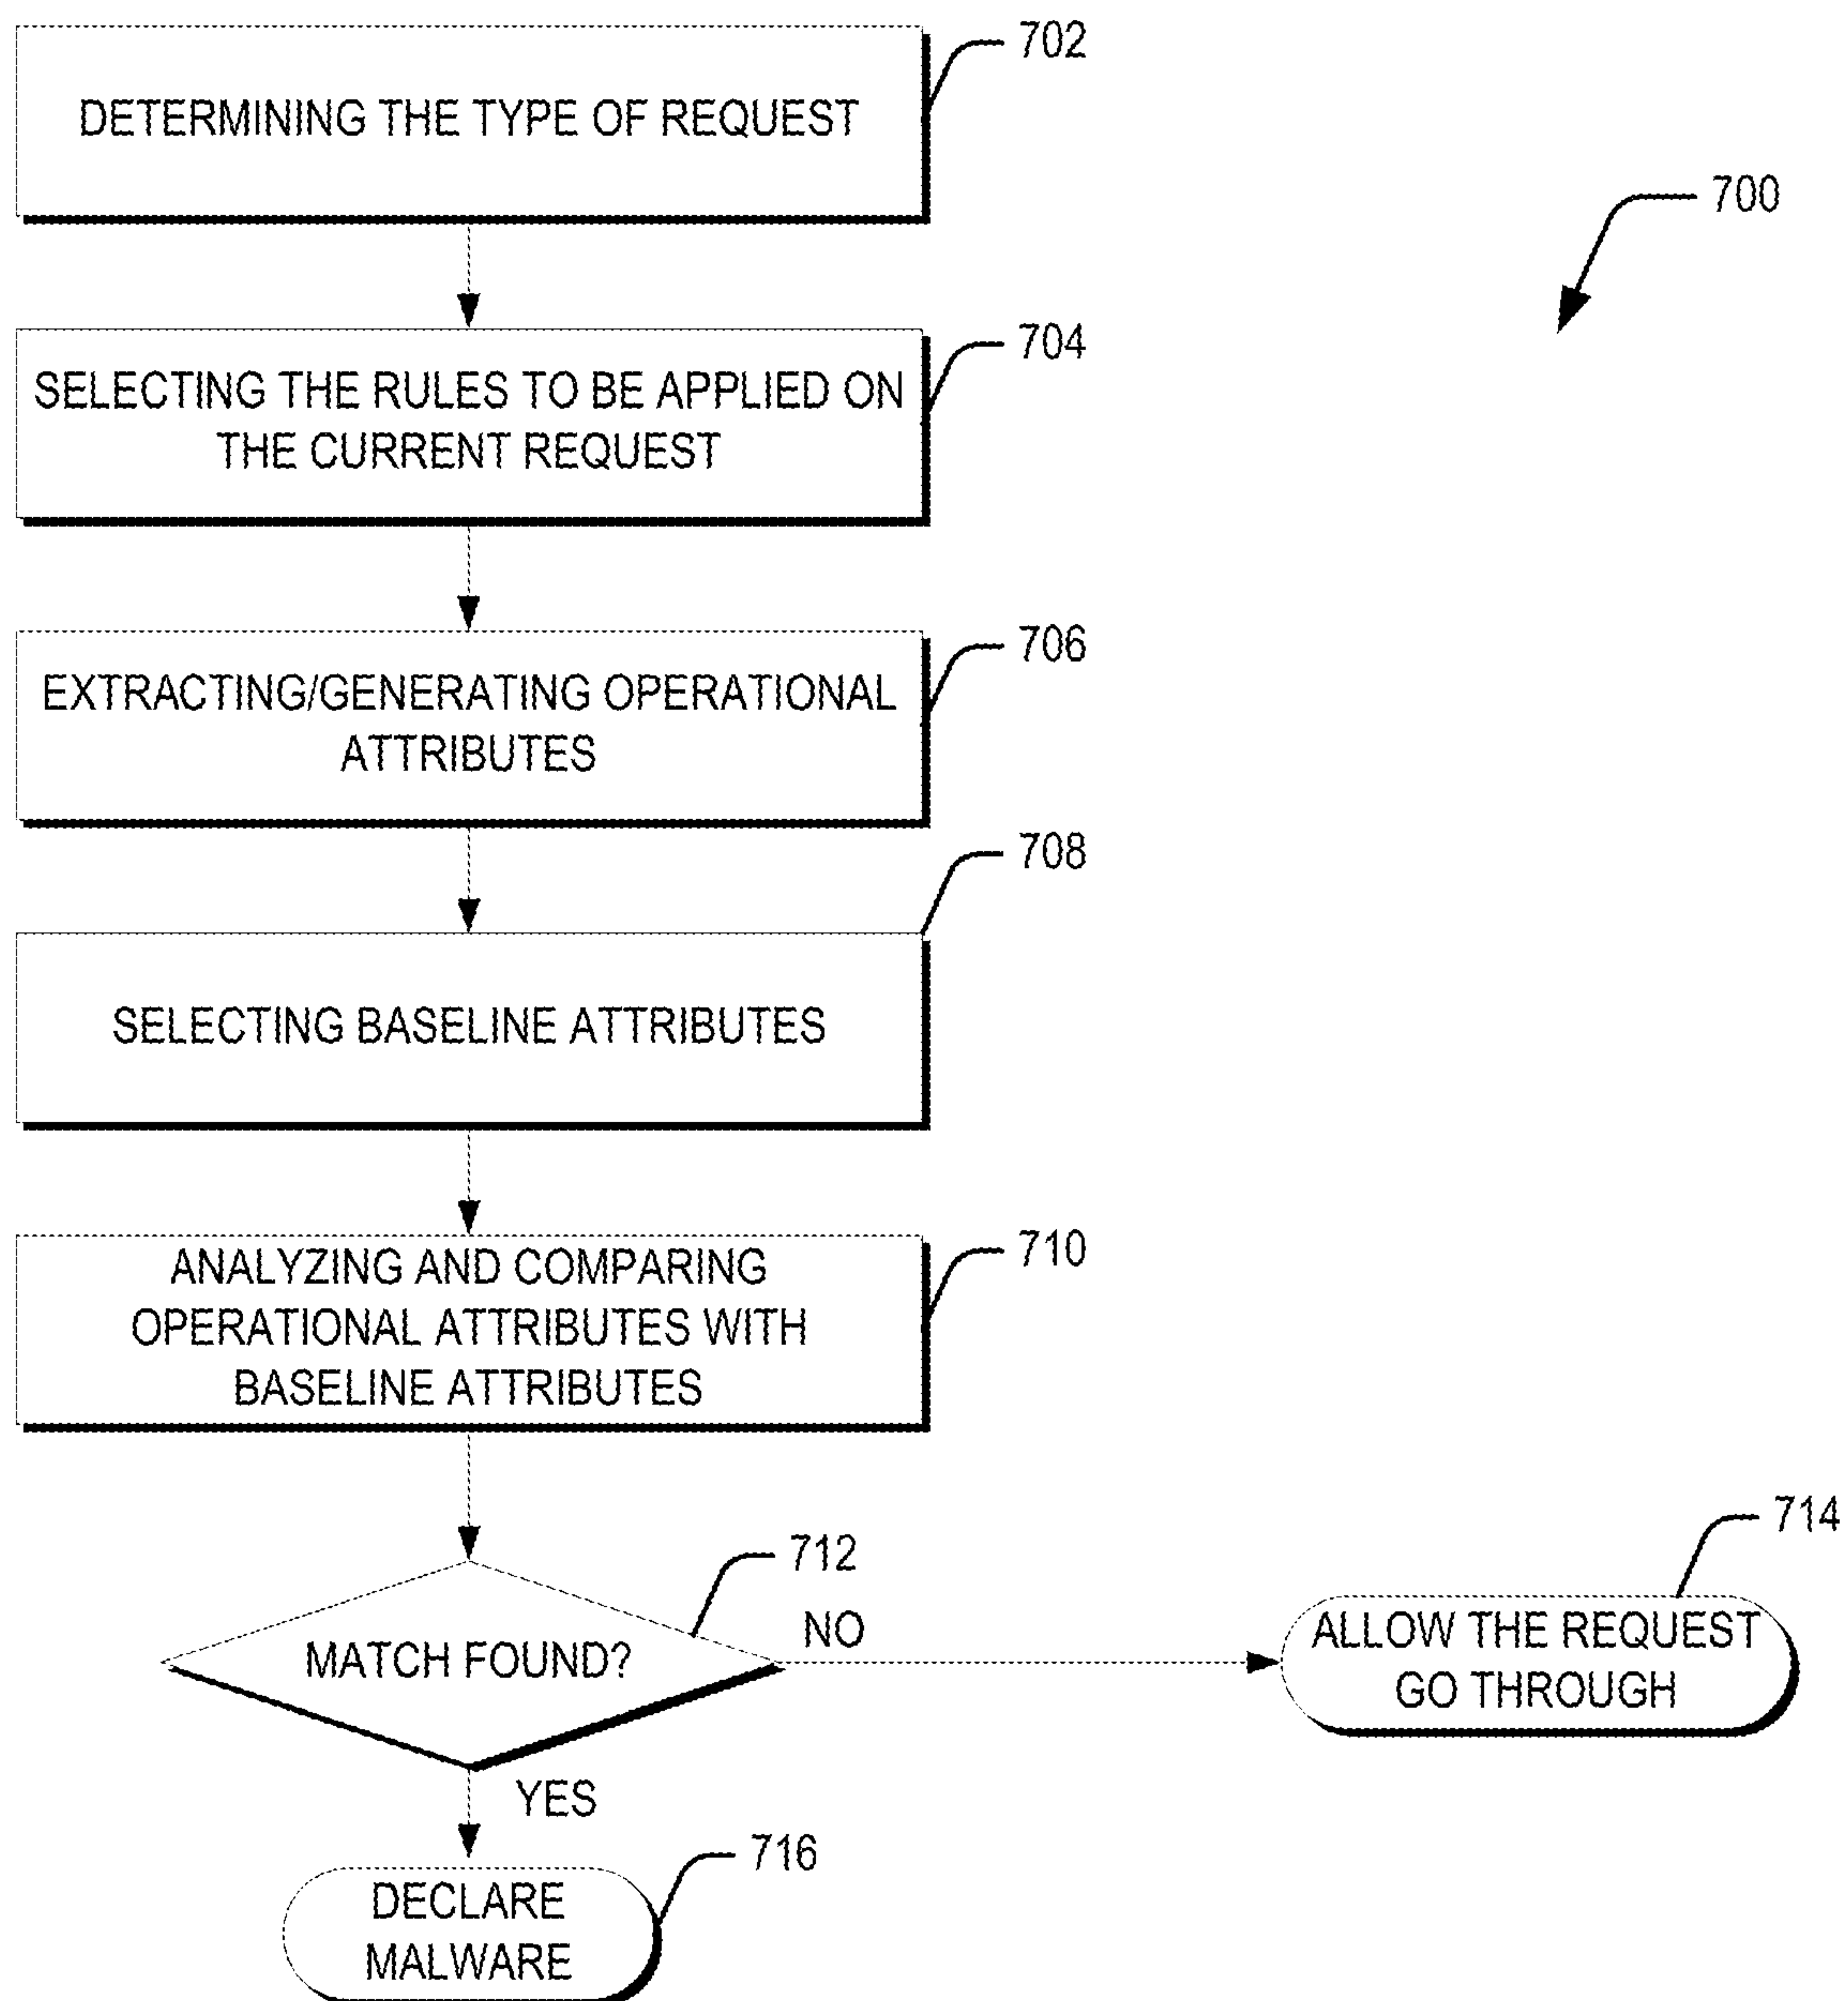 702
DETERMINING THE TYPE OF REQUEST
700
704
SELECTING THE RULES TO BE APPLIED ON
THE CURRENT REQUEST
706
EXTRACTING/GENERATING OPERATIONAL
ATTRIBUTES
708
SELECTING BASELINE ATTRIBUTES
710
ANALYZING AND COMPARING
OPERATIONAL ATTRIBUTES WITH
BASELINE ATTRIBUTES
712
MATCH FOUND?
NO
714
ALLOW THE REQUEST
GO THROUGH
YES
716
DECLARE
MALWARE